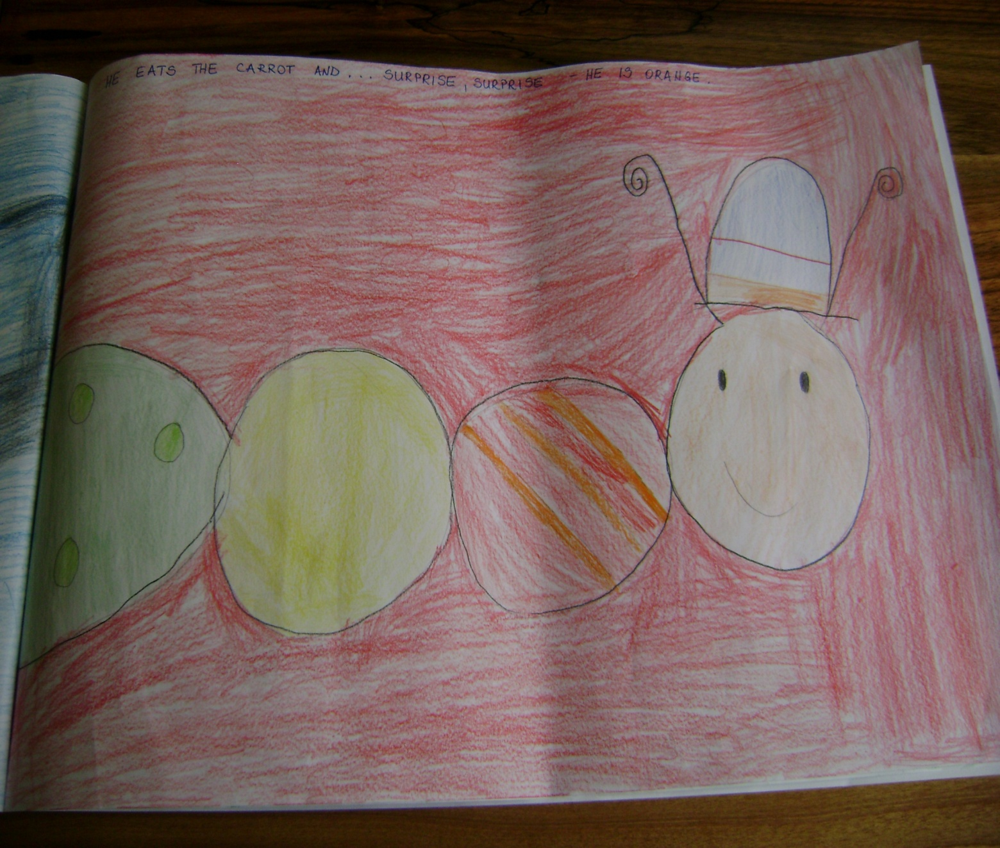 HE EATS THE CARROT AND... SURPRISE, SURPRISE - HE IS ORANGE.